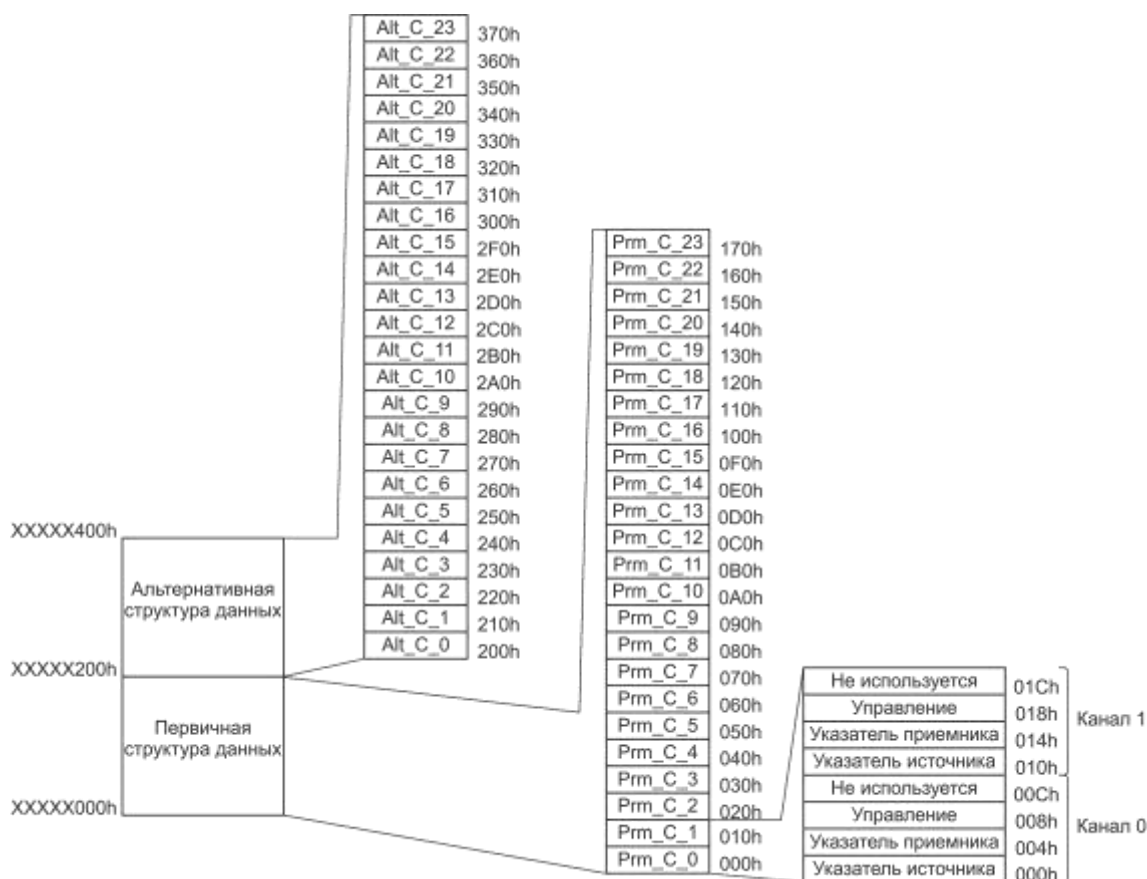 Alt_C_23 370h
Alt_C_22 360h
Alt_C_21 350h
Alt_C_20 340h
Alt_C_19 330h
Alt_C_18 320h
Alt_C_17 310h
Alt_C_16 300h
Alt_C_15 2F0h
Alt_C_14 2E0h
Alt_C_13 2D0h
Alt_C_12 2C0h
Alt_C_11 2B0h
Alt_C_10 2A0h
Alt_C_9 290h
Alt_C_8 280h
Alt_C_7 270h
Alt_C_6 260h
Alt_C_5 250h
Alt_C_4 240h
Alt_C_3 230h
Alt_C_2 220h
Alt_C_1 210h
Alt_C_0 200h
XXXXX400h
Альтернативная
структура данных
XXXXX200h
Первичная
структура данных
XXXXX000h
Prm_C_23 170h
Prm_C_22 160h
Prm_C_21 150h
Prm_C_20 140h
Prm_C_19 130h
Prm_C_18 120h
Prm_C_17 110h
Prm_C_16 100h
Prm_C_15 0F0h
Prm_C_14 0E0h
Prm_C_13 0D0h
Prm_C_12 0C0h
Prm_C_11 0B0h
Prm_C_10 0A0h
Prm_C_9 090h
Prm_C_8 080h
Prm_C_7 070h
Prm_C_6 060h
Prm_C_5 050h
Prm_C_4 040h
Prm_C_3 030h
Prm_C_2 020h
Prm_C_1 010h
Prm_C_0 000h
Не используется 01Ch
Управление 018h
Указатель приемника 014h
Указатель источника 010h
Канал 1
Не используется 00Ch
Управление 008h
Указатель приемника 004h
Указатель источника 000h
Канал 0